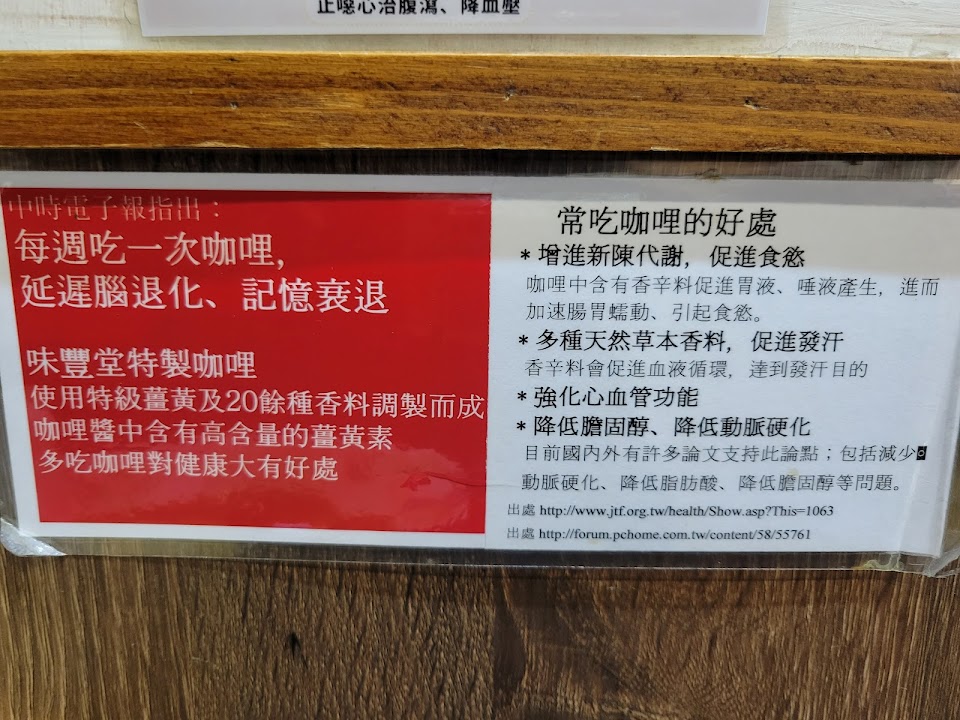 止噁心治腹瀉、降血壓
中時電子報指出：
每週吃一次咖哩,
延遲腦退化、記憶衰退
味豐堂特製咖哩
使用特級薑黃及20餘種香料調製而成
咖哩醬中含有高含量的薑黃素
多吃咖哩對健康大有好處
常吃咖哩的好處
*增進新陳代謝, 促進食慾
咖哩中含有香辛料促進胃液、唾液產生, 進而
加速腸胃蠕動、引起食慾。
*多種天然草本香料, 促進發汗
香辛料會促進血液循環, 達到發汗目的
*強化心血管功能
*降低膽固醇、降低動脈硬化
目前國內外有許多論文支持此論點；包括減少
動脈硬化、降低脂肪酸、降低膽固醇等問題。
出處 http://www.jtf.org.tw/health/Show.asp?This=1063
出處 http://forum.pchome.com.tw/content/58/55761